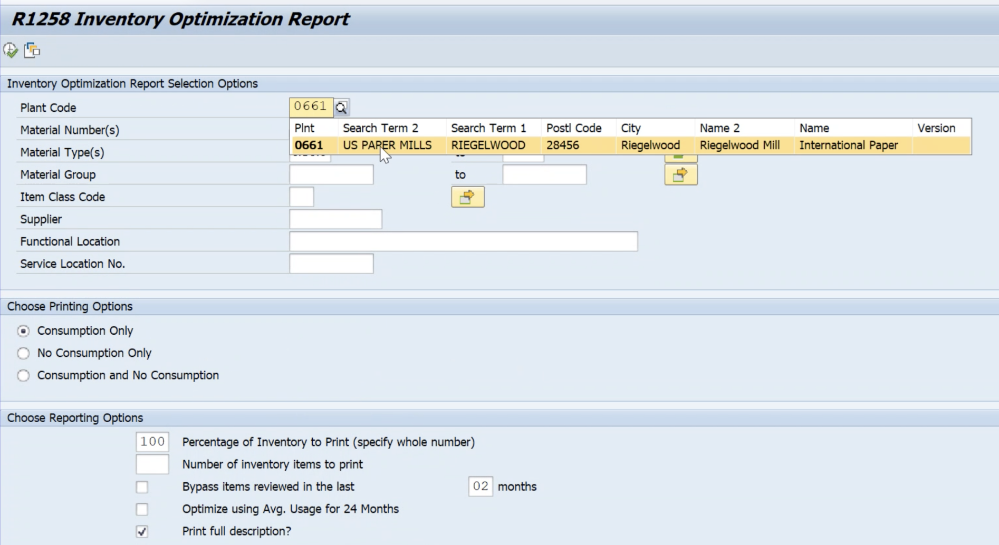 R1258 Inventory Optimization Report
Inventory Optimization Report Selection Options
Plant Code 0661
Plnt Search Term 2 Search Term 1 Postl Code City Name 2 Name Version
Material Number(s)
0661 US PAPER MILLS RIEGELWOOD 28456 Riegelwood Riegelwood Mill International Paper
Material Type(s)
Material Group to
Item Class Code
Supplier
Functional Location
Service Location No.
Choose Printing Options
Consumption Only
No Consumption Only
Consumption and No Consumption
Choose Reporting Options
100 Percentage of Inventory to Print (specify whole number)
Number of inventory items to print
Bypass items reviewed in the last 02 months
Optimize using Avg. Usage for 24 Months
Print full description?